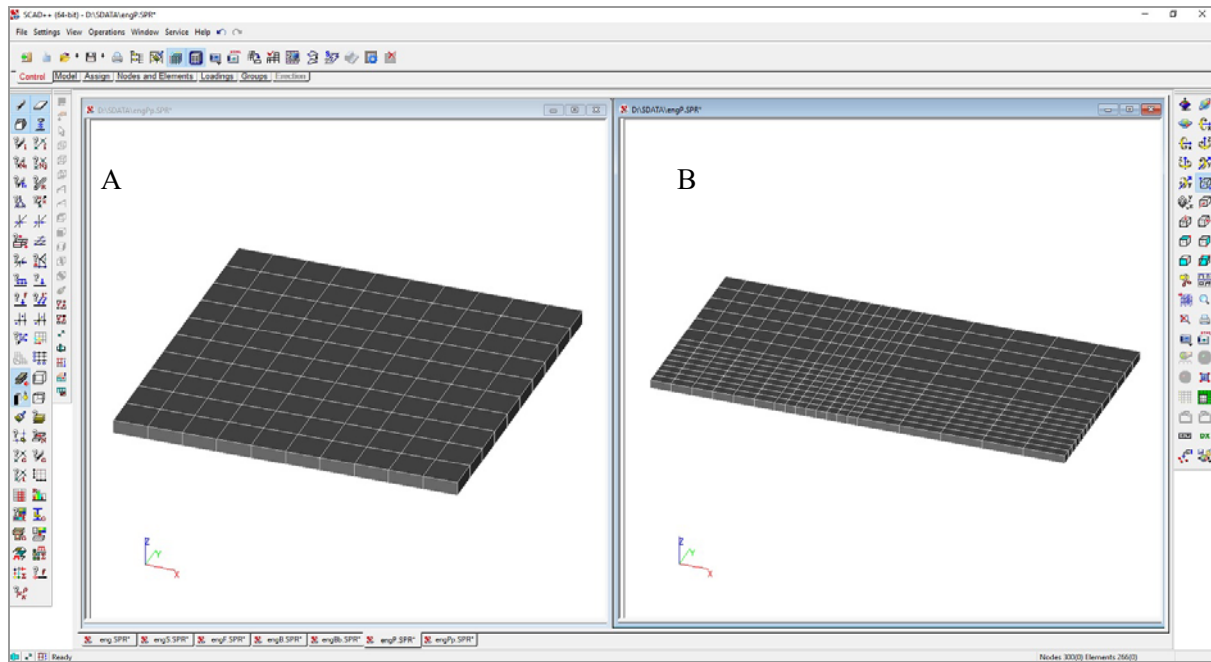 SCAD++ (64-bit) - D:\SDATA\engP.SPR*
File Settings View Operations Window Service Help
Control Model Assign Nodes and Elements Loadings Groups Erection
D:\SDATA\engPp.SPR*
D:\SDATA\engP.SPR*
A
B
Z
Y
X
Z
Y
X
eng.SPR* engS.SPR* engF.SPR* engB.SPR* engBb.SPR* engP.SPR* engPp.SPR*
Ready
Nodes 300(0) Elements 266(0)